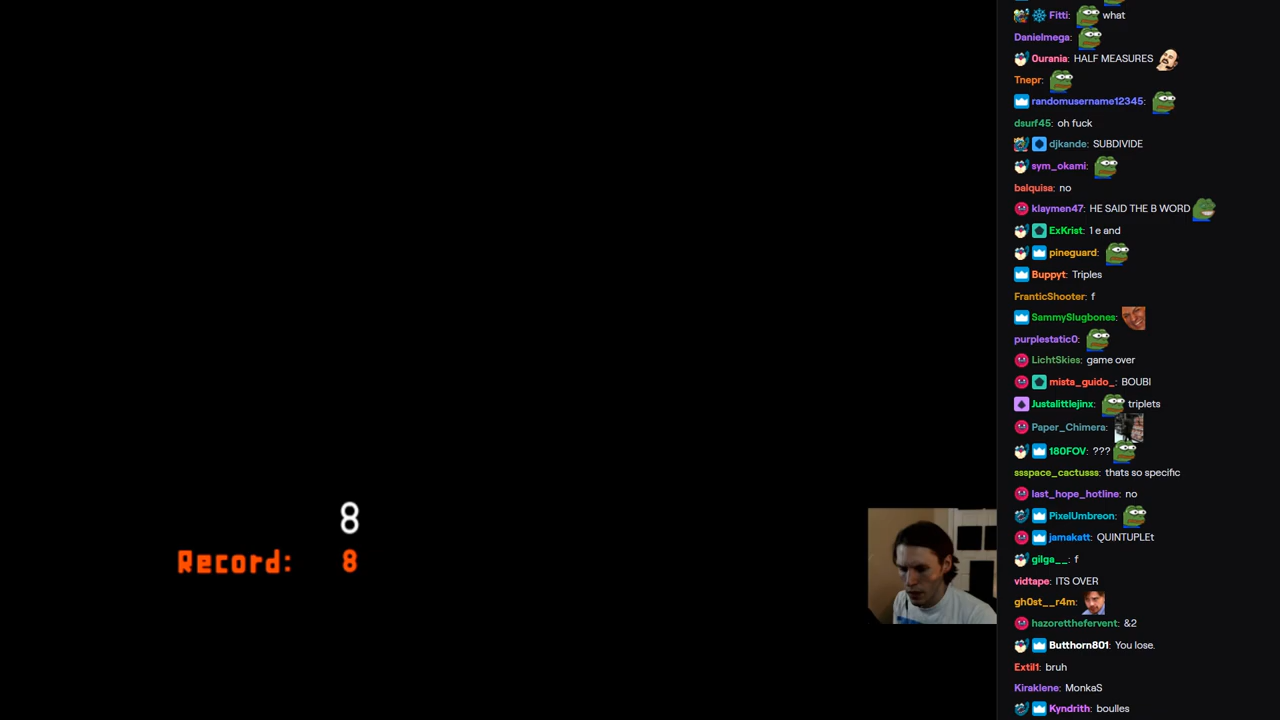 Fitti: what
Danielmega:
Ourania: HALF MEASURES
Tnepr:
randomusername12345:
dsurf45: oh fuck
djkande: SUBDIVIDE
sym_okami:
balquisa: no
klaymen47: HE SAID THE B WORD
ExKrist: 1 e and
pineguard:
Buppyt: Triples
FranticShooter: f
SammySlugbones:
purplestatic0:
LichtSkies: game over
mista_guido_: BOUBI
Justalittlejinx: triplets
Paper_Chimera:
180FOV: ???
ssspace_cactusss: thats so specific
last_hope_hotline: no
PixelUmbreon:
jamakatt: QUINTUPLEt
gilga__: f
vidtape: ITS OVER
gh0st__r4m:
hazoretthefervent: &2
Butthorn801: You lose.
Extil1: bruh
Kiraklene: MonkaS
Kyndrith: boulles
8
Record: 8